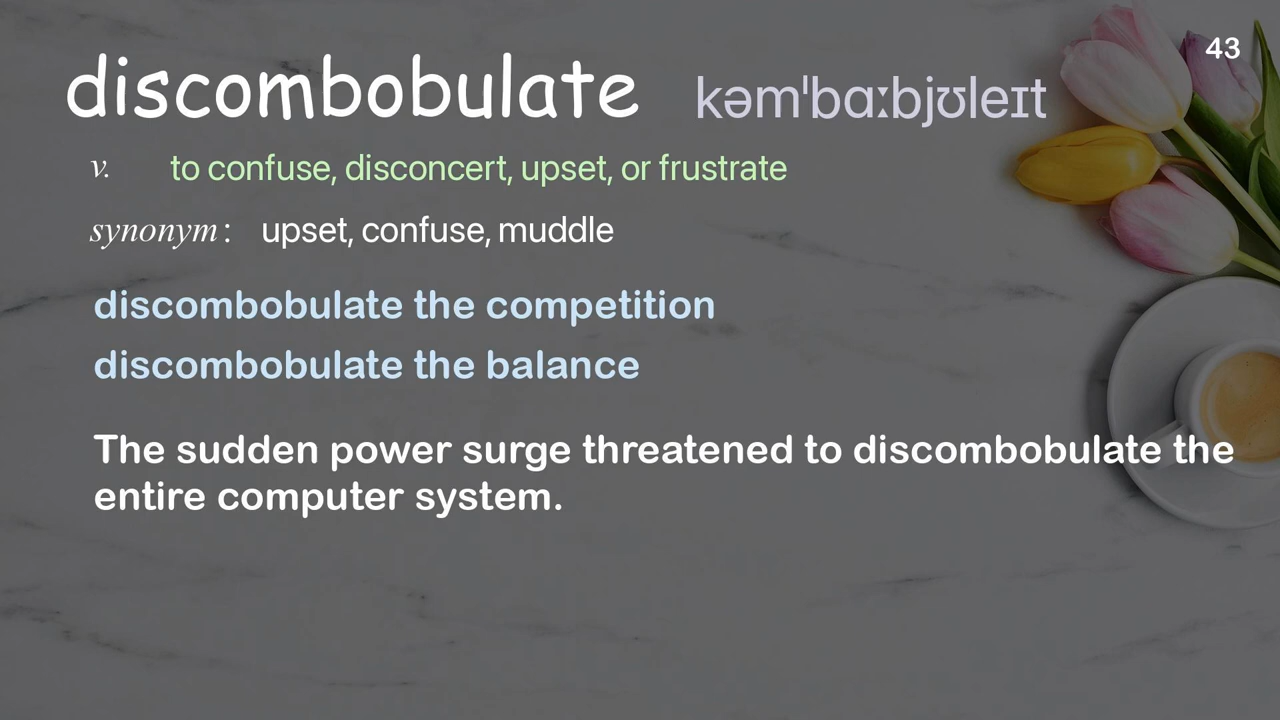 43
discombobulate kəmˈbɑːbjʊleɪt
v. to confuse, disconcert, upset, or frustrate
synonym : upset, confuse, muddle
discombobulate the competition
discombobulate the balance
The sudden power surge threatened to discombobulate the
entire computer system.